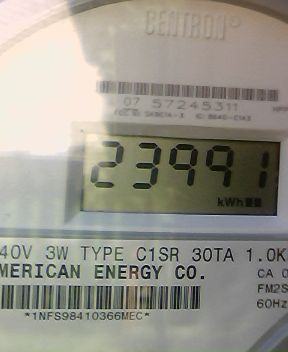 CENTRON®
07 57245311
23991
kWh
40V 3W TYPE C1SR 30TA 1.0K
MERICAN ENERGY CO.
CA 0
FM2S
60Hz
*1NFS98410366MEC*